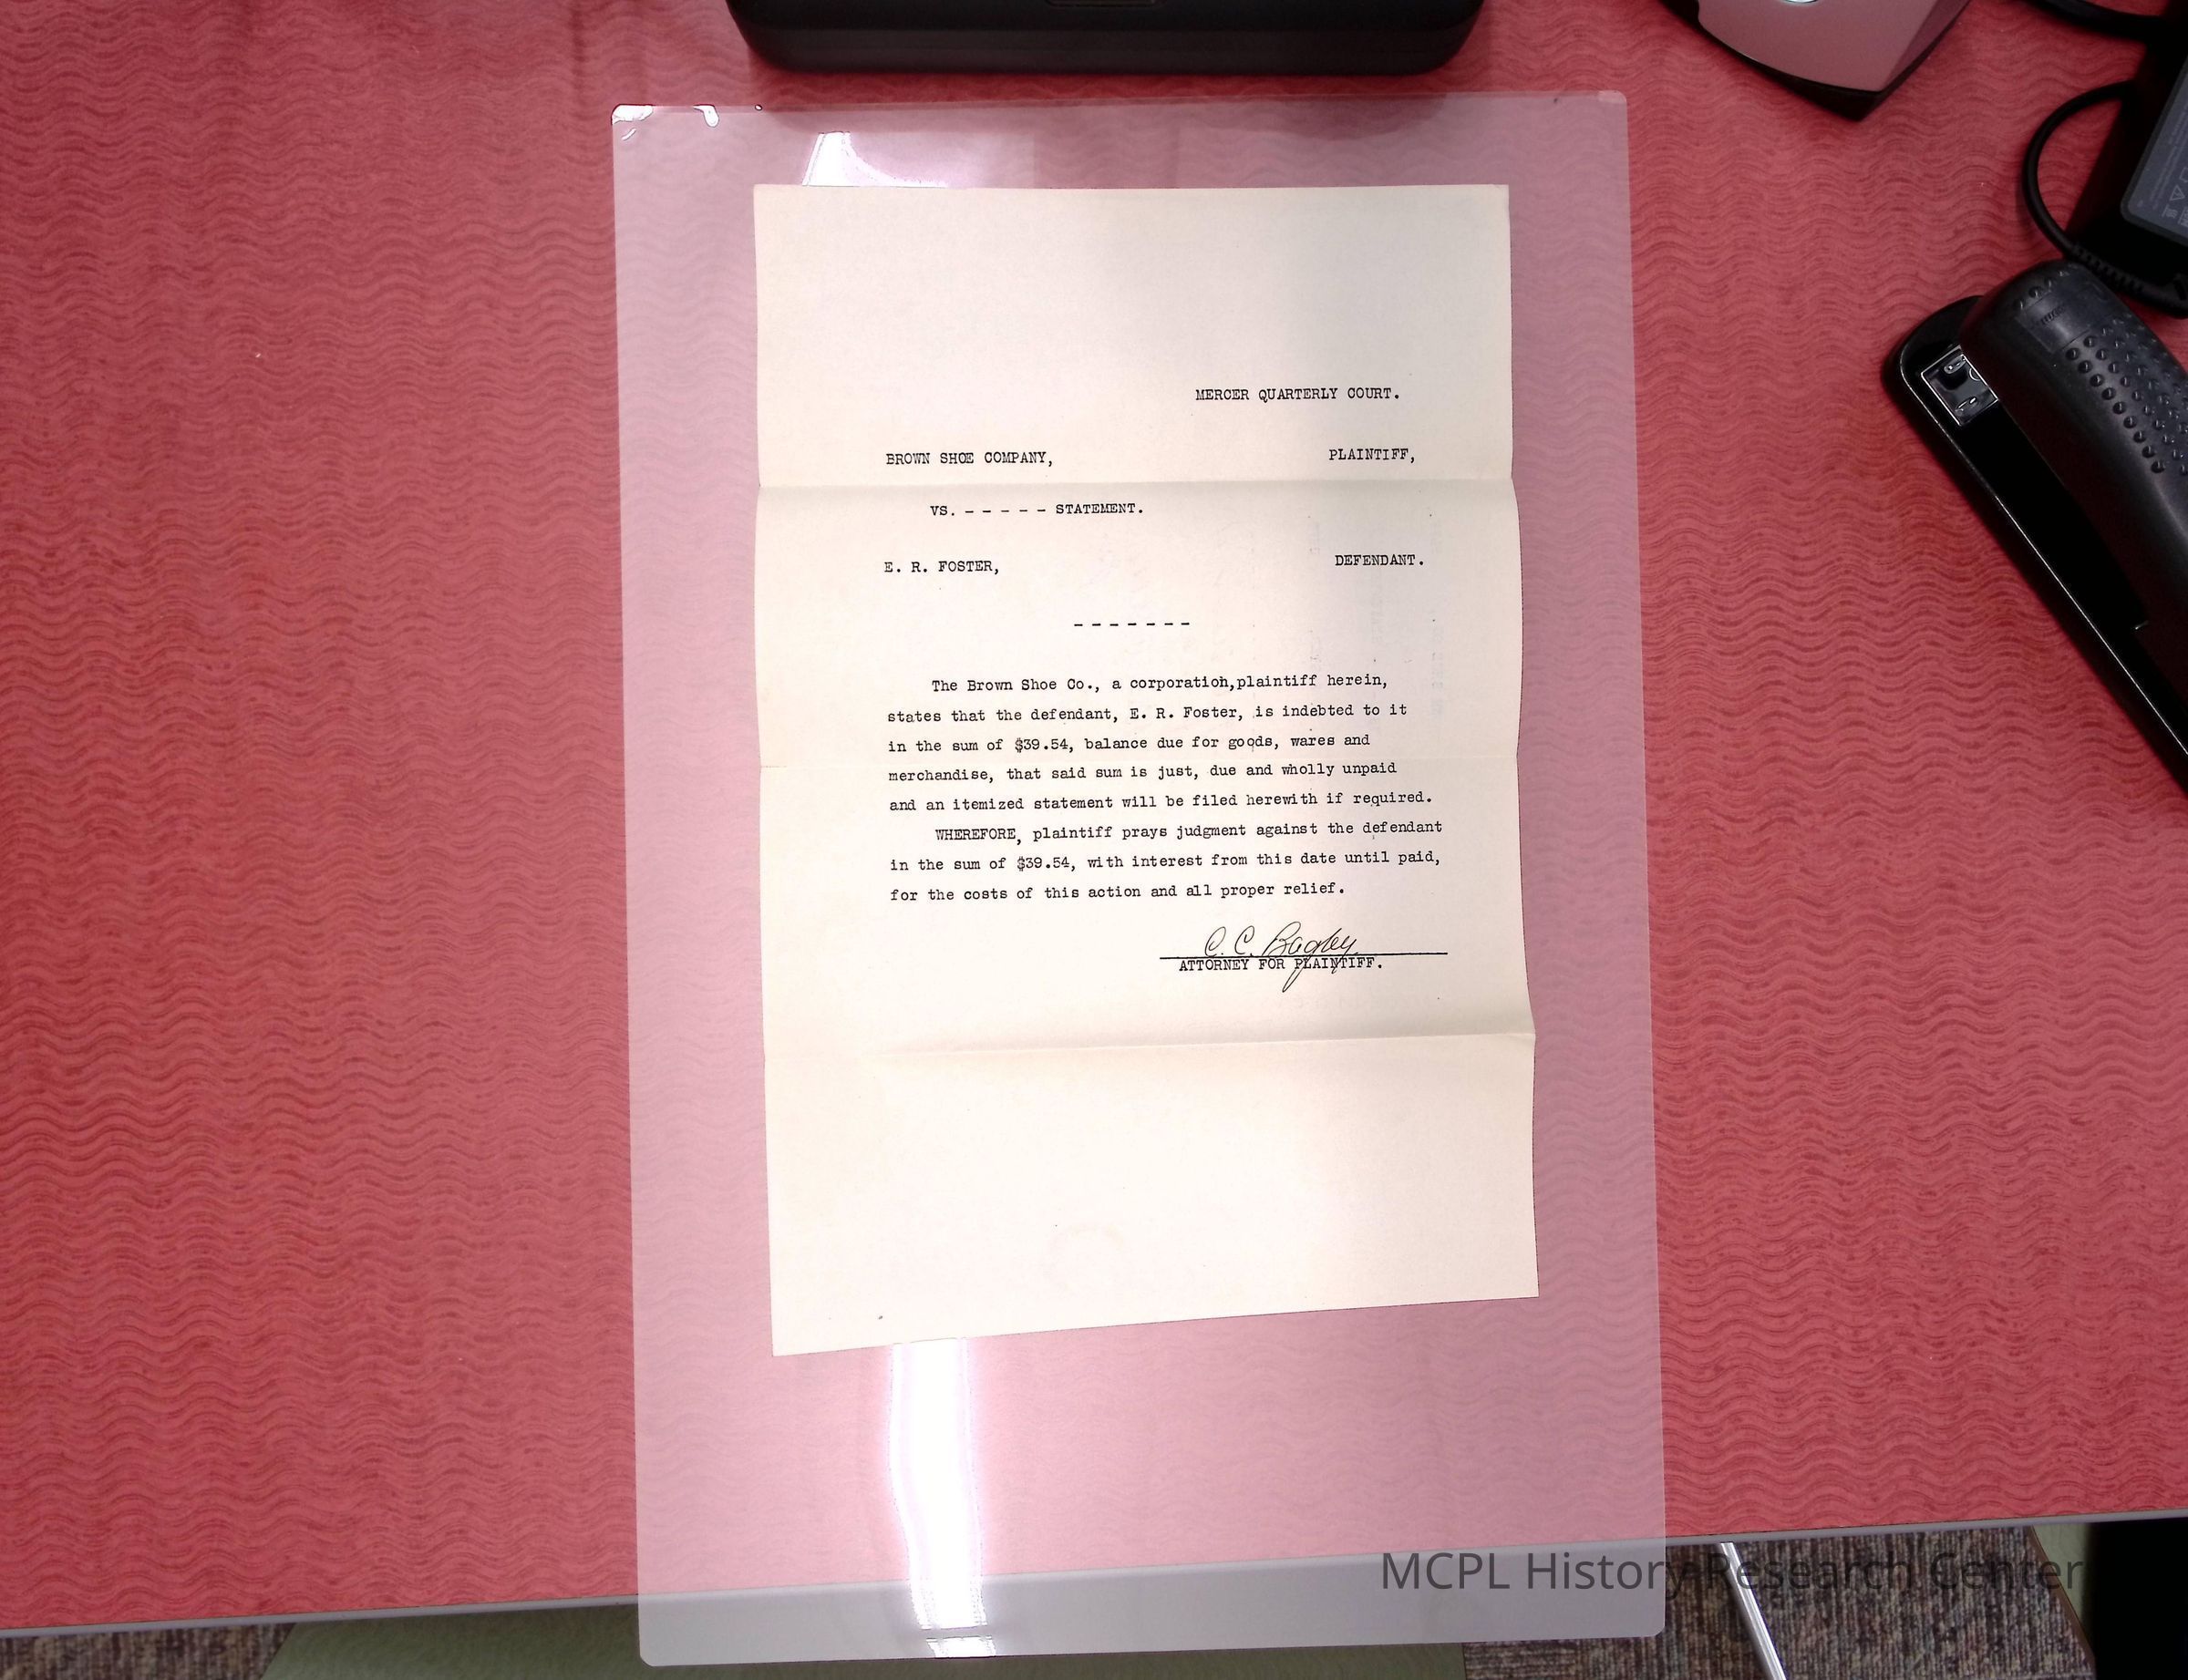 MERCER QUARTERLY COURT.
BROWN SHOE COMPANY, PLAINTIFF,
VS. - - - - - STATEMENT.
E. R. FOSTER, DEFENDANT.
- - - - - - -
The Brown Shoe Co., a corporation,plaintiff herein,
states that the defendant, E. R. Foster, is indebted to it
in the sum of $39.54, balance due for goods, wares and
merchandise, that said sum is just, due and wholly unpaid
and an itemized statement will be filed herewith if required.
WHEREFORE, plaintiff prays judgment against the defendant
in the sum of $39.54, with interest from this date until paid,
for the costs of this action and all proper relief.
C. C. Bagby
ATTORNEY FOR PLAINTIFF.
MCPL History Research Center